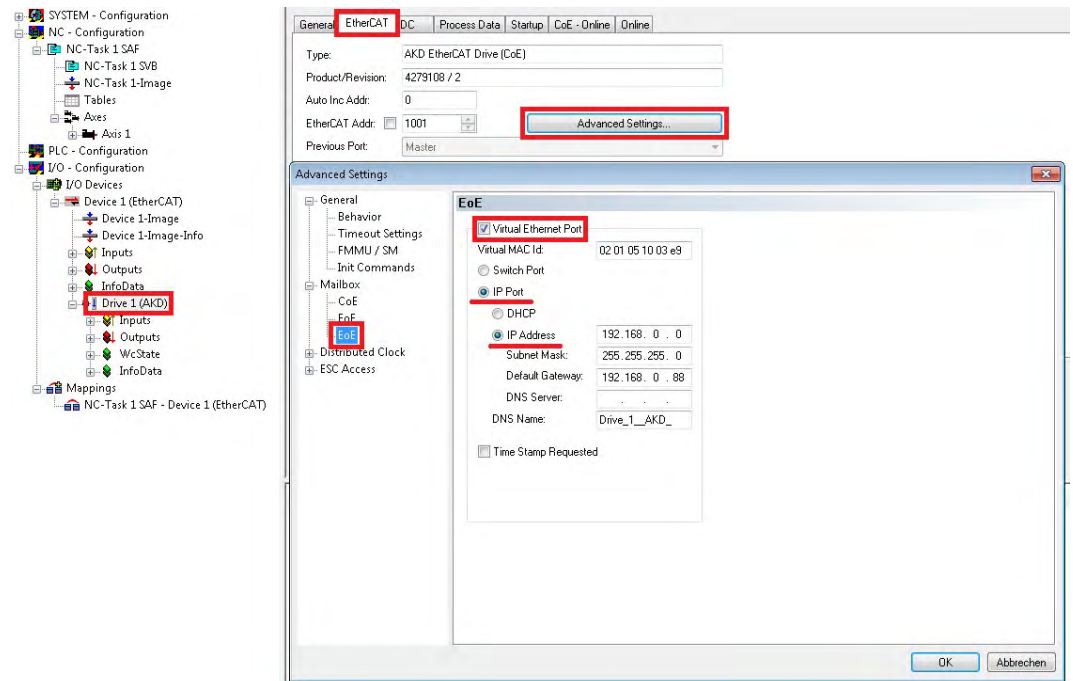 SYSTEM - Configuration
NC - Configuration
NC-Task 1 SAF
NC-Task 1 SVB
NC-Task 1-Image
Tables
Axes
Axis 1
PLC - Configuration
I/O - Configuration
I/O Devices
Device 1 (EtherCAT)
Device 1-Image
Device 1-Image-Info
Inputs
Outputs
InfoData
Drive 1 (AKD)
Inputs
Outputs
WcState
InfoData
Mappings
NC-Task 1 SAF - Device 1 (EtherCAT)
General EtherCAT DC Process Data Startup CoE - Online Online
Type: AKD EtherCAT Drive (CoE)
Product/Revision: 4279108 / 2
Auto Inc Addr: 0
EtherCAT Addr: 1001 Advanced Settings...
Previous Port: Master
Advanced Settings
General
Behavior
Timeout Settings
FMMU / SM
Init Commands
Mailbox
CoE
FoE
EoE
Distributed Clock
ESC Access
EoE
Virtual Ethernet Port
Virtual MAC Id: 02 01 05 10 03 e9
Switch Port
IP Port
DHCP
IP Address 192.168. 0 . 0
Subnet Mask: 255.255.255. 0
Default Gateway: 192.168. 0 . 88
DNS Server: . . .
DNS Name: Drive_1__AKD_
Time Stamp Requested
OK Abbrechen